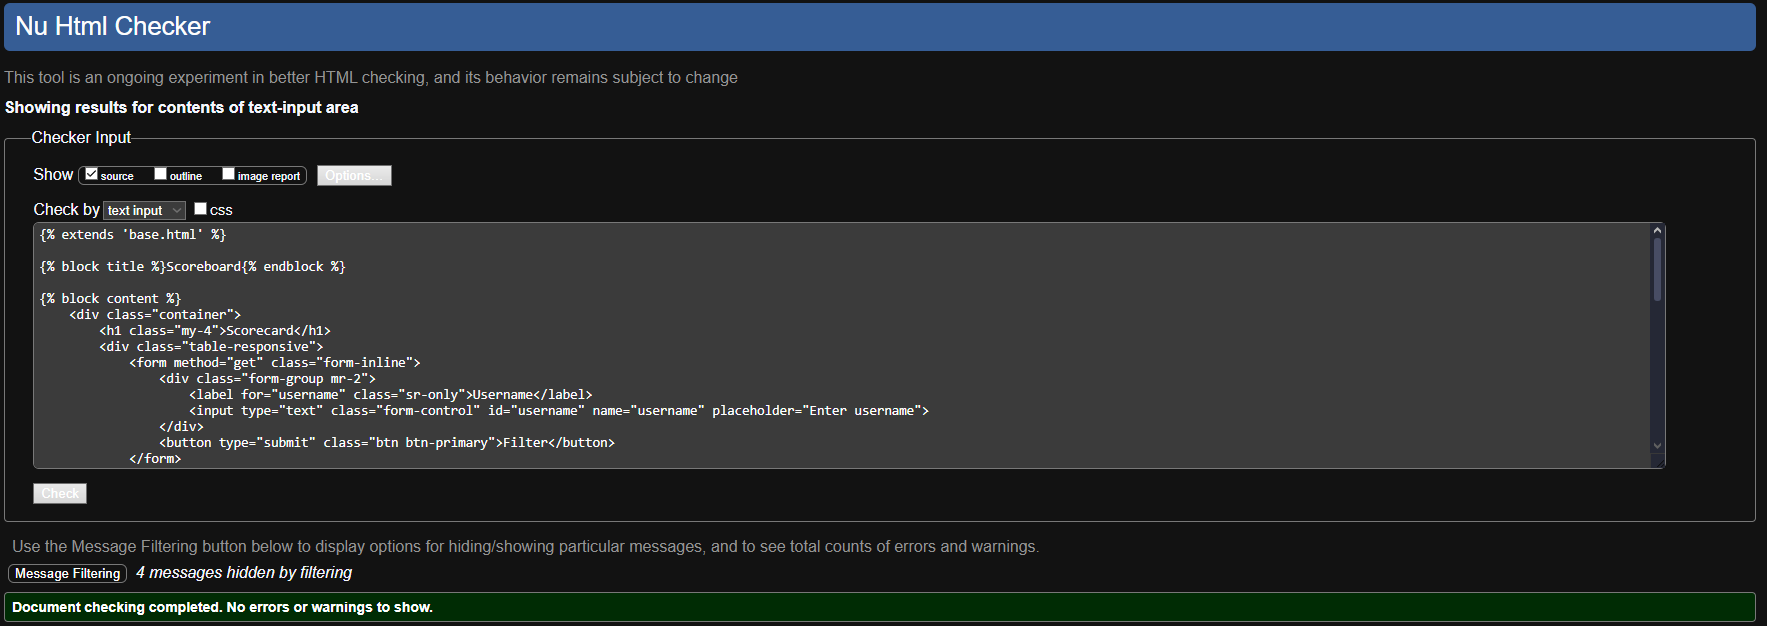 Nu Html Checker
This tool is an ongoing experiment in better HTML checking, and its behavior remains subject to change
Showing results for contents of text-input area
Checker Input
Show source outline image report Options...
Check by text input css
{% extends 'base.html' %}
{% block title %}Scoreboard{% endblock %}
{% block content %}
<div class="container">
<h1 class="my-4">Scorecard</h1>
<div class="table-responsive">
<form method="get" class="form-inline">
<div class="form-group mr-2">
<label for="username" class="sr-only">Username</label>
<input type="text" class="form-control" id="username" name="username" placeholder="Enter username">
</div>
<button type="submit" class="btn btn-primary">Filter</button>
</form>
Check
Use the Message Filtering button below to display options for hiding/showing particular messages, and to see total counts of errors and warnings.
Message Filtering 4 messages hidden by filtering
Document checking completed. No errors or warnings to show.